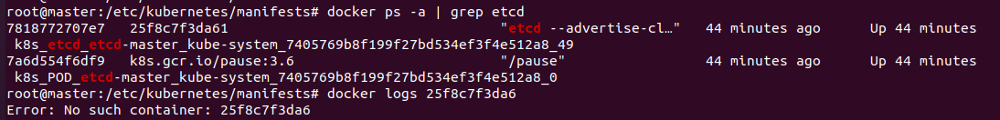 root@master:/etc/kubernetes/manifests# docker ps -a | grep etcd
7818772707e7   25f8c7f3da61                         "etcd --advertise-cl…"   44 minutes ago      Up 44 minutes
 k8s_etcd_etcd-master_kube-system_7405769b8f199f27bd534ef3f4e512a8_49
7a6d554f6df9   k8s.gcr.io/pause:3.6                 "/pause"                 44 minutes ago      Up 44 minutes
 k8s_POD_etcd-master_kube-system_7405769b8f199f27bd534ef3f4e512a8_0
root@master:/etc/kubernetes/manifests# docker logs 25f8c7f3da6
Error: No such container: 25f8c7f3da6